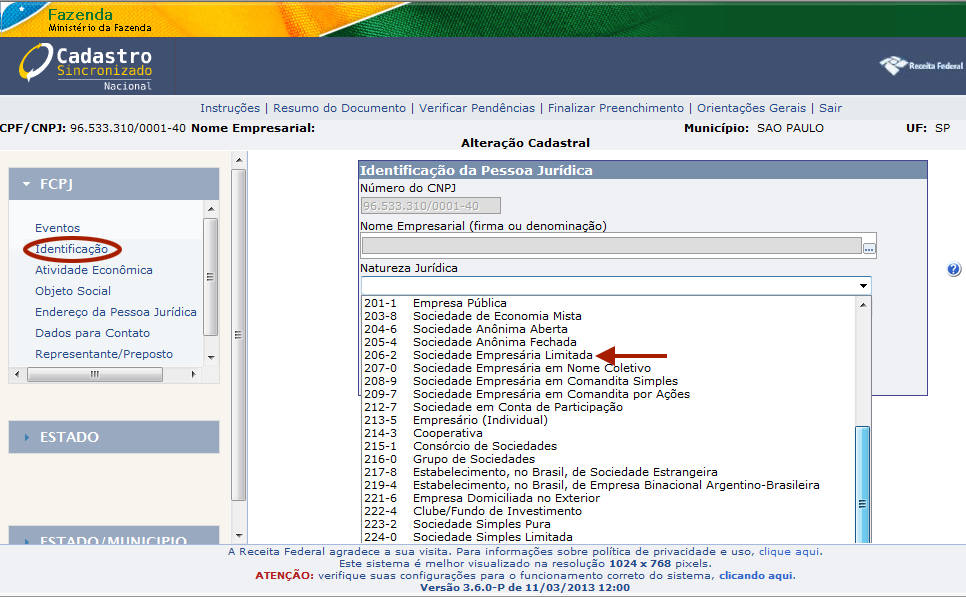 Fazenda
Ministério da Fazenda
Cadastro
Sincronizado
Nacional
Receita Federal
Instruções | Resumo do Documento | Verificar Pendências | Finalizar Preenchimento | Orientações Gerais | Sair
CPF/CNPJ: 96.533.310/0001-40 Nome Empresarial: Município: SAO PAULO UF: SP
Alteração Cadastral
FCPJ
Eventos
Identificação
Atividade Econômica
Objeto Social
Endereço da Pessoa Jurídica
Dados para Contato
Representante/Preposto
ESTADO
ESTADO/MUNICIPIO
Identificação da Pessoa Jurídica
Número do CNPJ
96.533.310/0001-40
Nome Empresarial (firma ou denominação)
...
Natureza Jurídica
201-1 Empresa Pública
203-8 Sociedade de Economia Mista
204-6 Sociedade Anônima Aberta
205-4 Sociedade Anônima Fechada
206-2 Sociedade Empresária Limitada
207-0 Sociedade Empresária em Nome Coletivo
208-9 Sociedade Empresária em Comandita Simples
209-7 Sociedade Empresária em Comandita por Ações
212-7 Sociedade em Conta de Participação
213-5 Empresário (Individual)
214-3 Cooperativa
215-1 Consórcio de Sociedades
216-0 Grupo de Sociedades
217-8 Estabelecimento, no Brasil, de Sociedade Estrangeira
219-4 Estabelecimento, no Brasil, de Empresa Binacional Argentino-Brasileira
221-6 Empresa Domiciliada no Exterior
222-4 Clube/Fundo de Investimento
223-2 Sociedade Simples Pura
224-0 Sociedade Simples Limitada
?
A Receita Federal agradece a sua visita. Para informações sobre política de privacidade e uso, clique aqui.
Este sistema é melhor visualizado na resolução 1024 x 768 pixels.
ATENÇÃO: verifique suas configurações para o funcionamento correto do sistema, clicando aqui.
Versão 3.6.0-P de 11/03/2013 12:00